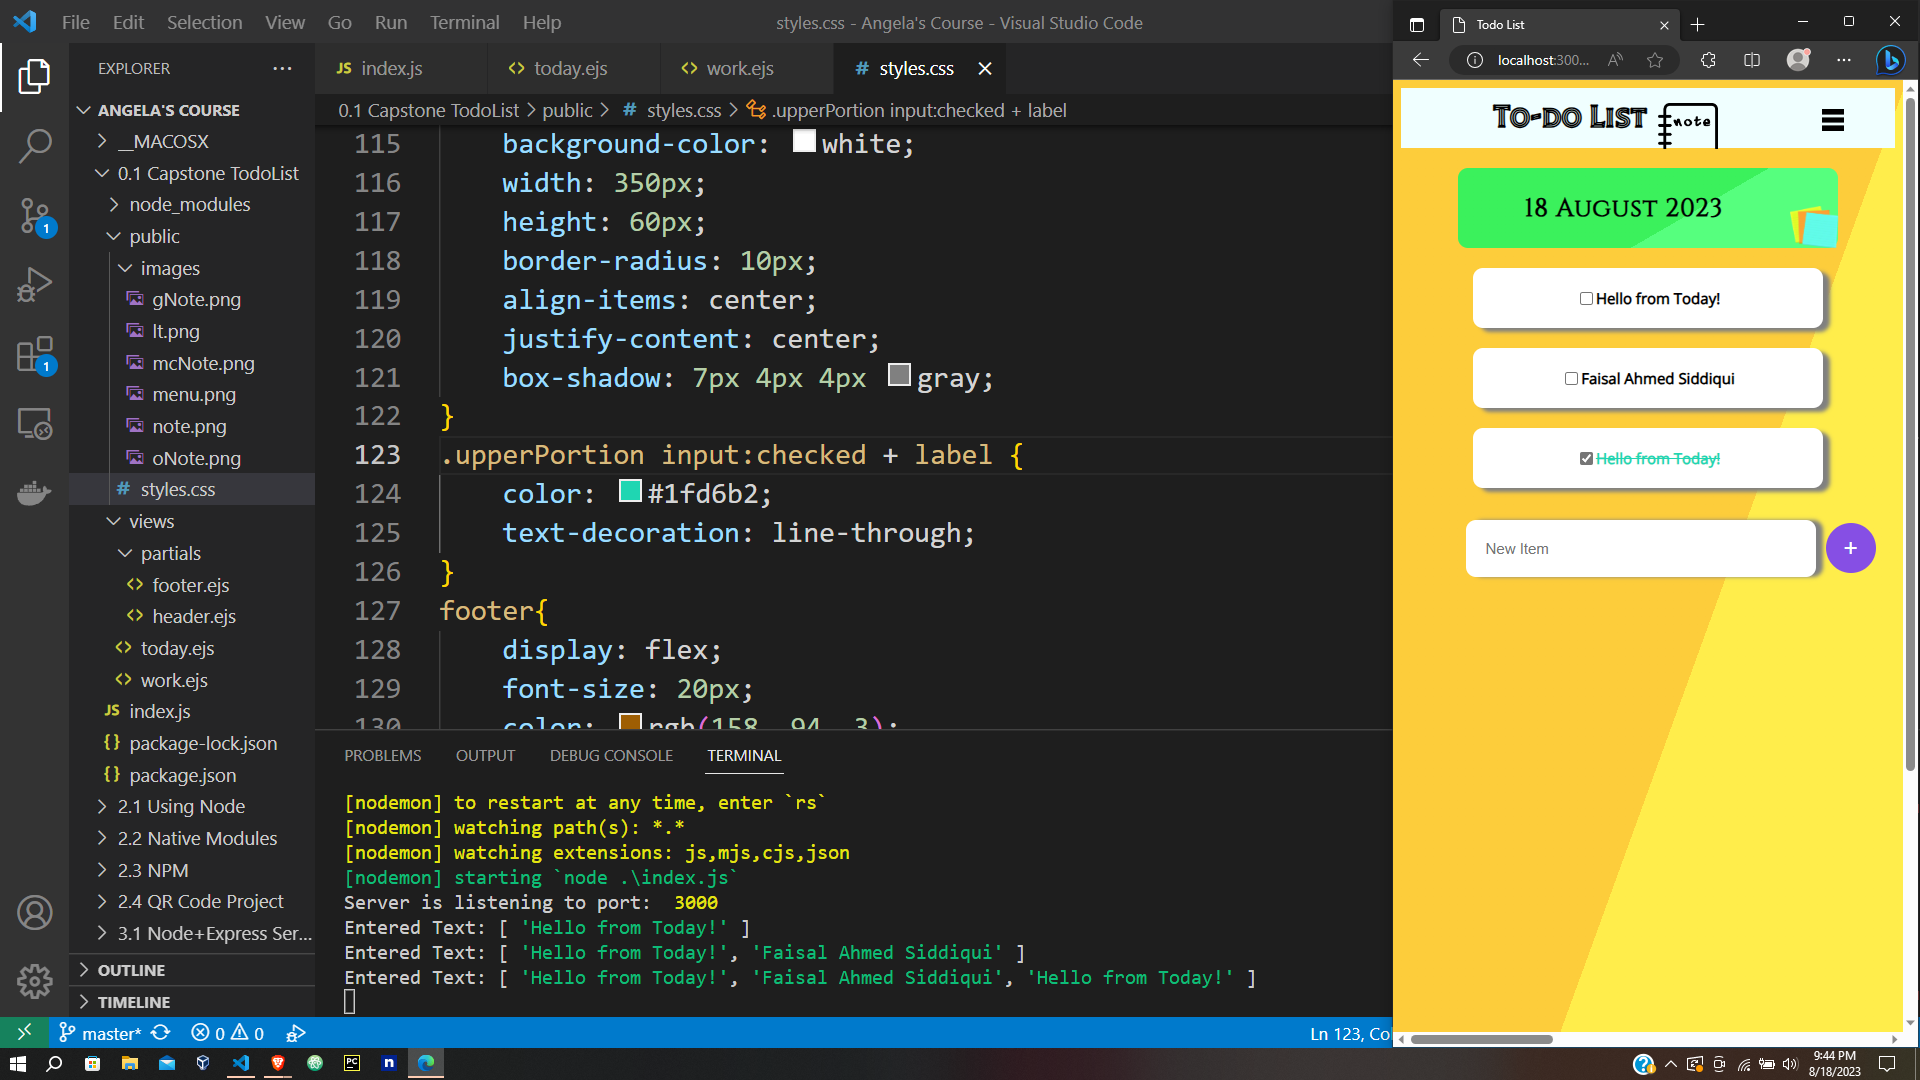 File Edit Selection View Go Run Terminal Help
styles.css - Angela's Course - Visual Studio Code
EXPLORER
ANGELA'S COURSE
__MACOSX
0.1 Capstone TodoList
node_modules
public
images
gNote.png
lt.png
mcNote.png
menu.png
note.png
oNote.png
# styles.css
views
partials
<> footer.ejs
<> header.ejs
<> today.ejs
<> work.ejs
JS index.js
{} package-lock.json
{} package.json
2.1 Using Node
2.2 Native Modules
2.3 NPM
2.4 QR Code Project
3.1 Node+Express Ser...
OUTLINE
TIMELINE
1
1
JS index.js
<> today.ejs
<> work.ejs
# styles.css
0.1 Capstone TodoList > public > # styles.css > .upperPortion input:checked + label
115 background-color: white;
116 width: 350px;
117 height: 60px;
118 border-radius: 10px;
119 align-items: center;
120 justify-content: center;
121 box-shadow: 7px 4px 4px gray;
122 }
123 .upperPortion input:checked + label {
124 color: #1fd6b2;
125 text-decoration: line-through;
126 }
127 footer{
128 display: flex;
129 font-size: 20px;
130 color: rgb(158, 94, 3);
PROBLEMS OUTPUT DEBUG CONSOLE TERMINAL
[nodemon] to restart at any time, enter `rs`
[nodemon] watching path(s): *.*
[nodemon] watching extensions: js,mjs,cjs,json
[nodemon] starting `node .\index.js`
Server is listening to port:  3000
Entered Text: [ 'Hello from Today!' ]
Entered Text: [ 'Hello from Today!', 'Faisal Ahmed Siddiqui' ]
Entered Text: [ 'Hello from Today!', 'Faisal Ahmed Siddiqui', 'Hello from Today!' ]
master* 0 0
Ln 123, Co
Todo List
localhost:300...
To-do List
note
18 August 2023
Hello from Today!
Faisal Ahmed Siddiqui
Hello from Today!
New Item
+
PC
n
9:44 PM
8/18/2023